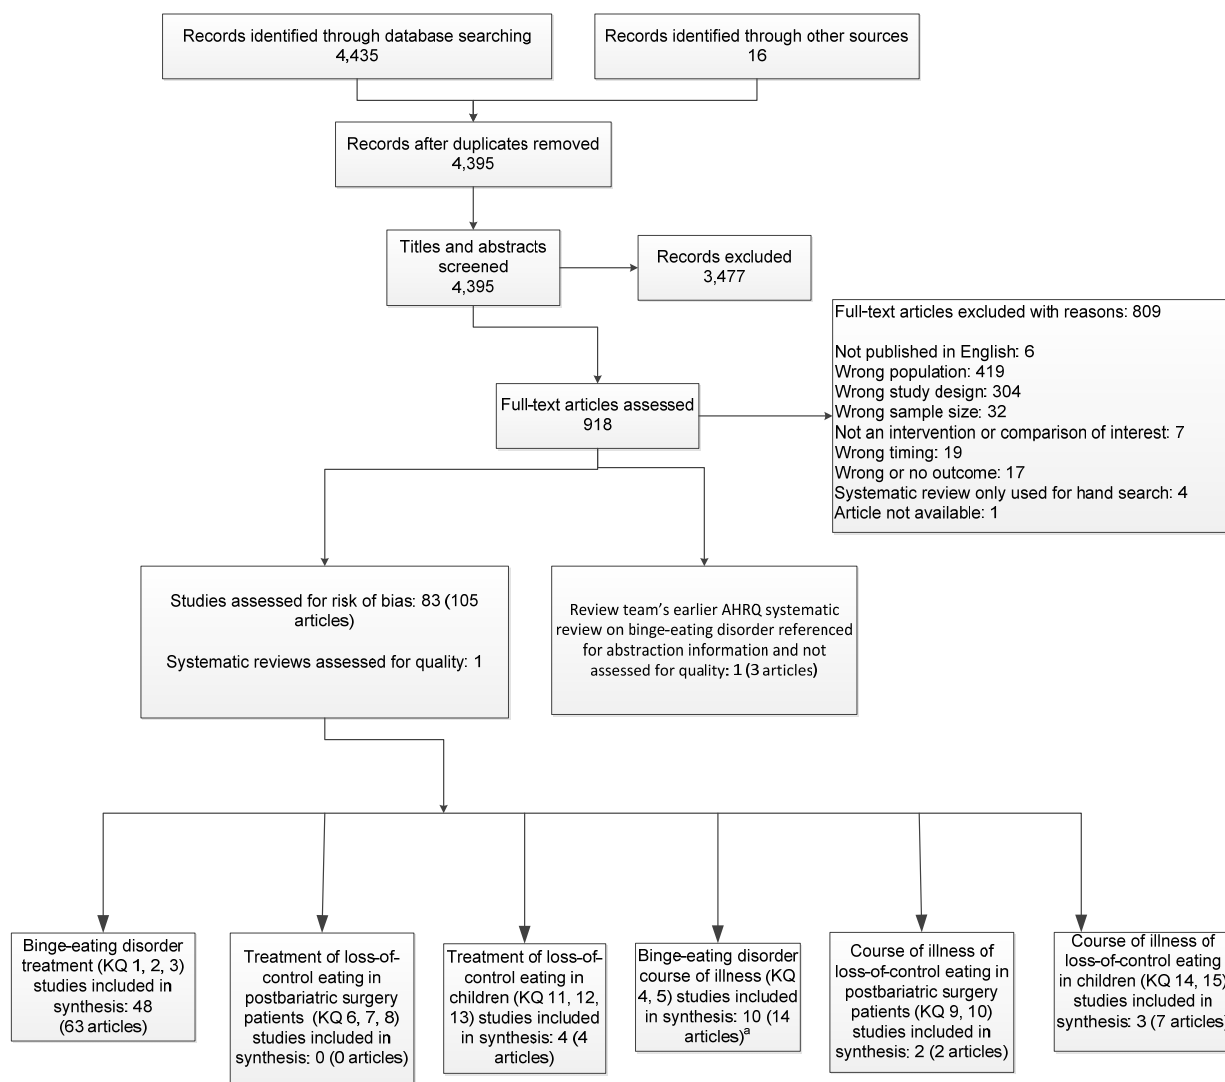 Records identified through database searching
4,435
Records identified through other sources
16
Records after duplicates removed
4,395
Titles and abstracts
screened
4,395
Records excluded
3,477
Full-text articles excluded with reasons: 809
Not published in English: 6
Wrong population: 419
Wrong study design: 304
Wrong sample size: 32
Not an intervention or comparison of interest: 7
Wrong timing: 19
Wrong or no outcome: 17
Systematic review only used for hand search: 4
Article not available: 1
Full-text articles assessed
918
Studies assessed for risk of bias: 83 (105
articles)
Systematic reviews assessed for quality: 1
Review team's earlier AHRQ systematic
review on binge-eating disorder referenced
for abstraction information and not
assessed for quality: 1 (3 articles)
Binge-eating disorder
treatment (KQ 1, 2, 3)
studies included in
synthesis: 48
(63 articles)
Treatment of loss-of-
control eating in
postbariatric surgery
patients (KQ 6, 7, 8)
studies included in
synthesis: 0 (0 articles)
Treatment of loss-of-
control eating in
children (KQ 11, 12,
13) studies included
in synthesis: 4 (4
articles)
Binge-eating disorder
course of illness (KQ
4, 5) studies included
in synthesis: 10 (14
articles)a
Course of illness of
loss-of-control eating in
postbariatric surgery
patients (KQ 9, 10)
studies included in
synthesis: 2 (2 articles)
Course of illness of
loss-of-control eating
in children (KQ 14, 15)
studies included in
synthesis: 3 (7 articles)